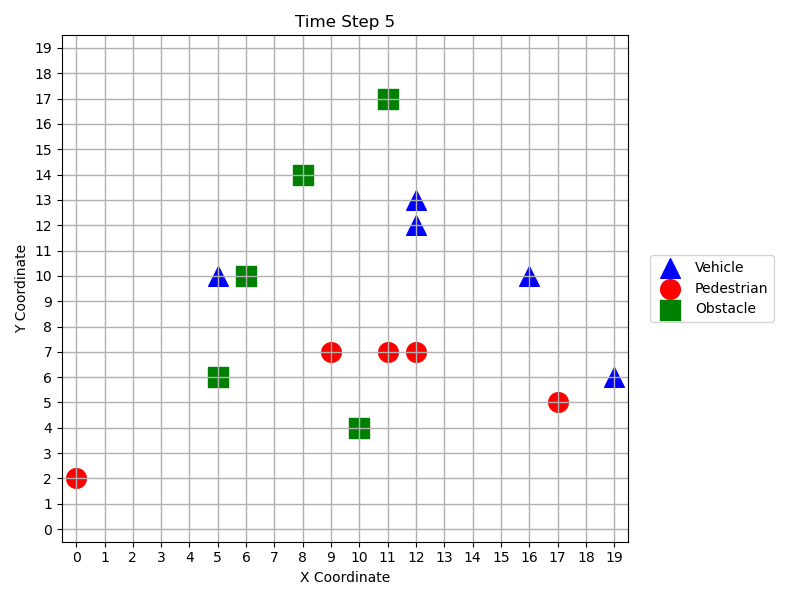 Time Step 5
Y Coordinate
19
18
17
16
15
14
13
12
11
10
9
8
7
6
5
4
3
2
1
0
0 1 2 3 4 5 6 7 8 9 10 11 12 13 14 15 16 17 18 19
X Coordinate
Vehicle
Pedestrian
Obstacle